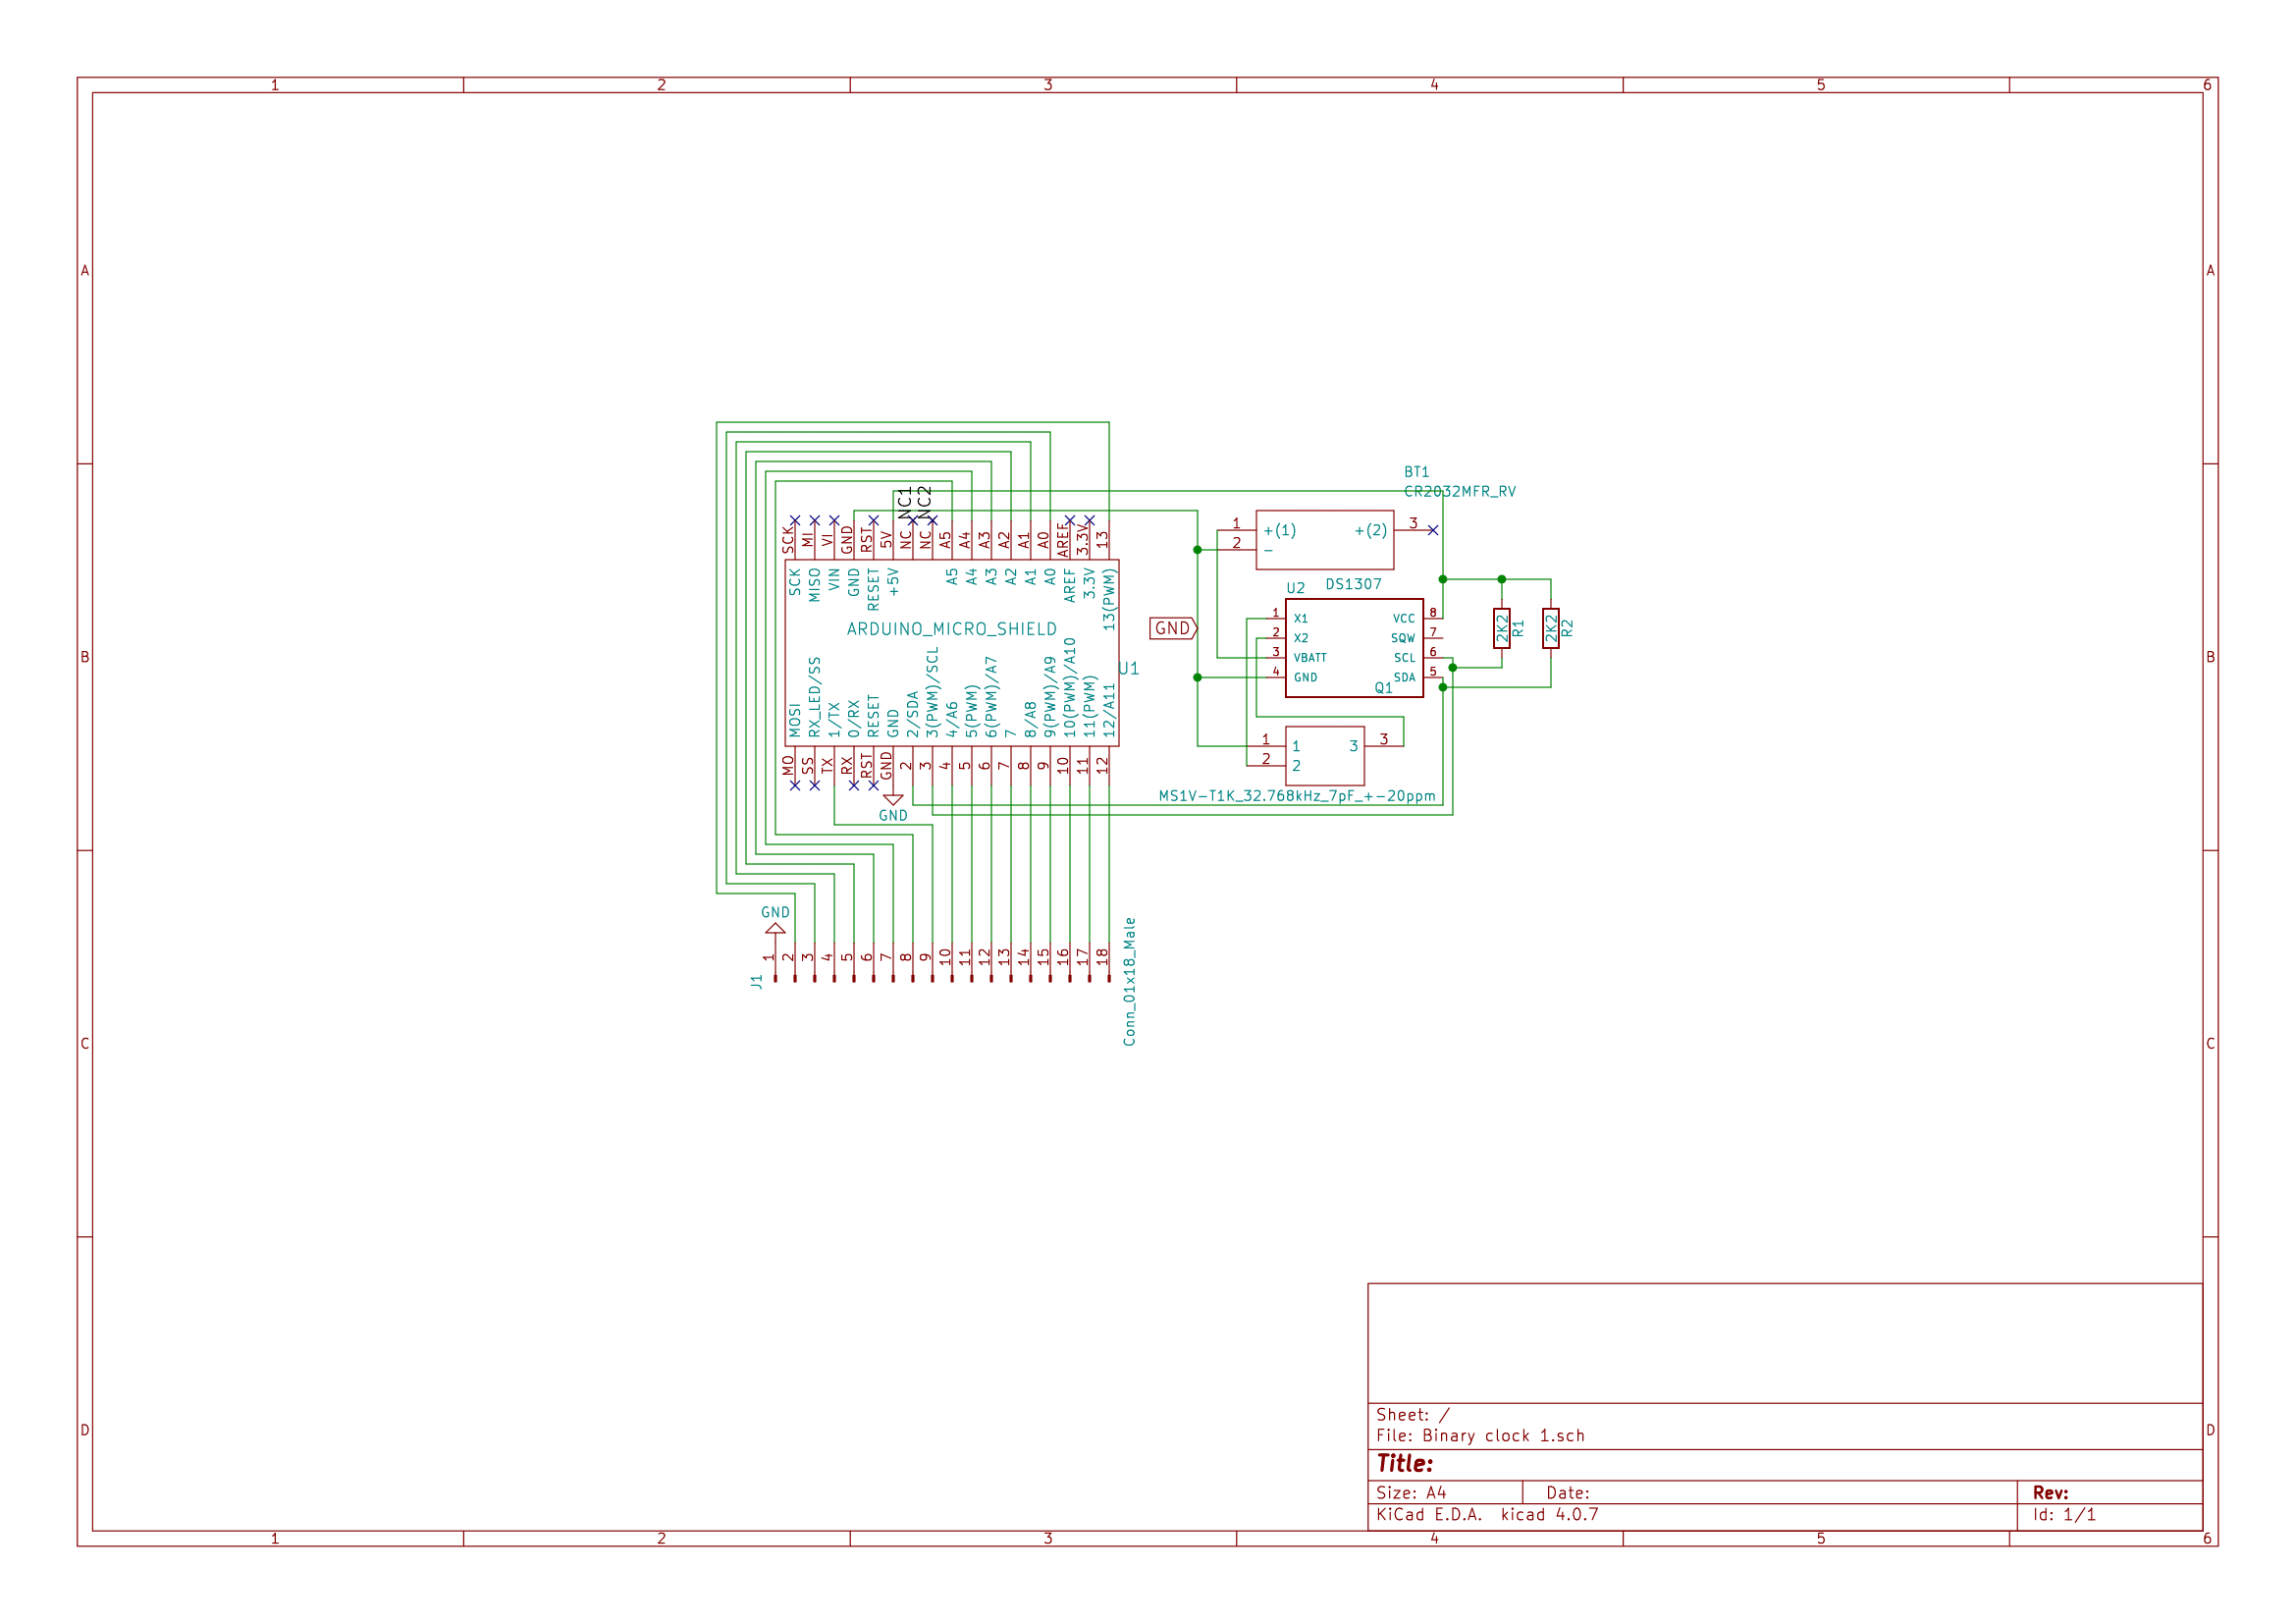 1 2 3 4 5 6
A A
B B
C C
D D
BT1
CR2032MFR_RV
1 +(1) +(2) 3
2 -
NC1
NC2
SCK MI VI GND RST 5V NC NC A5 A4 A3 A2 A1 A0 AREF 3.3V 13
SCK MISO VIN GND RESET +5V A5 A4 A3 A2 A1 A0 AREF 3.3V 13(PWM)
ARDUINO_MICRO_SHIELD
U1
MOSI RX_LED/SS 1/TX 0/RX RESET GND 2/SDA 3(PWM)/SCL 4/A6 5(PWM) 6(PWM)/A7 7 8/A8 9(PWM)/A9 10(PWM)/A10 11(PWM) 12/A11
MO SS TX RX RST GND 2 3 4 5 6 7 8 9 10 11 12
GND
GND
U2 DS1307
1 X1 VCC 8
2 X2 SQW 7
3 VBATT SCL 6
4 GND SDA 5
2K2 R1
2K2 R2
Q1
1 1 3 3
2 2
MS1V-T1K_32.768kHz_7pF_+-20ppm
GND
1 2 3 4 5 6 7 8 9 10 11 12 13 14 15 16 17 18
J1
Conn_01x18_Male
Sheet: /
File: Binary clock 1.sch
Title:
Size: A4 Date: Rev:
KiCad E.D.A. kicad 4.0.7 Id: 1/1
1 2 3 4 5 6